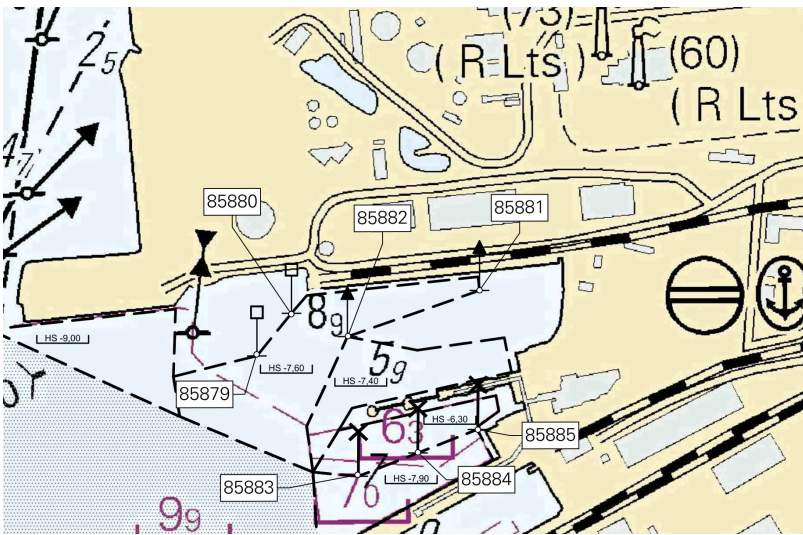 (73)
( R Lts )
(60)
( R Lts
2₅
4₇
85880
85882
85881
8₉
HS -9,00
HS -7,60
5₉
HS -7,40
85879
HS -6,30
6₃
85885
85883
7₀
HS -7,90
85884
9₉